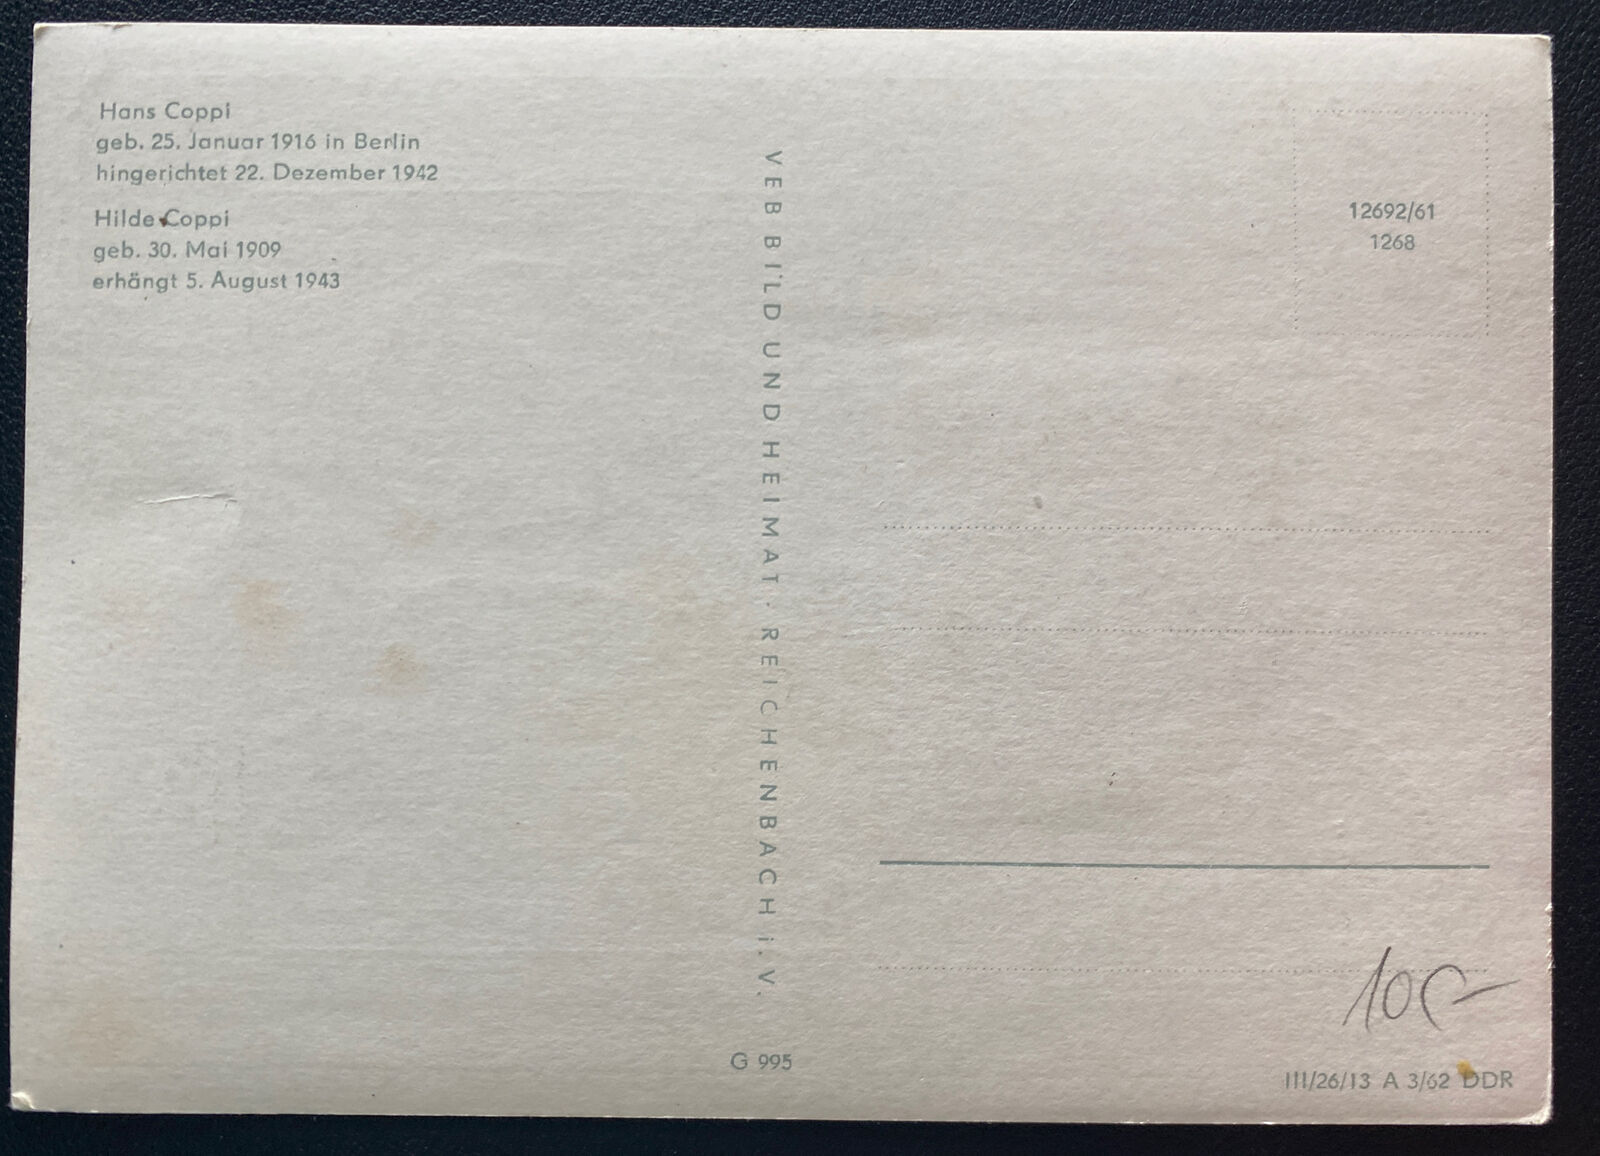 Hans Coppi
geb. 25. Januar 1916 in Berlin
hingerichtet 22. Dezember 1942
Hilde Coppi
geb. 30. Mai 1909
erhängt 5. August 1943
VEB BILD UND HEIMAT · REICHENBACH i. V.
12692/61
1268
G 995
III/26/13 A 3/62 DDR